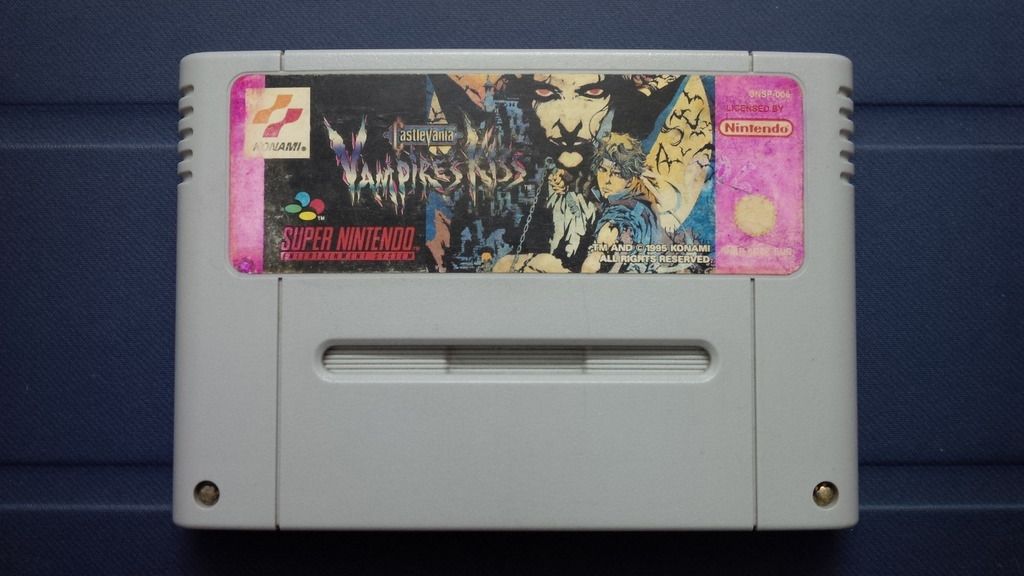 KONAMI®
Castlevania
VAMPIRE'S KISS
TM
SUPER NINTENDO
ENTERTAINMENT SYSTEM
TM AND © 1995 KONAMI
ALL RIGHTS RESERVED.
SNSP-006
LICENSED BY
Nintendo